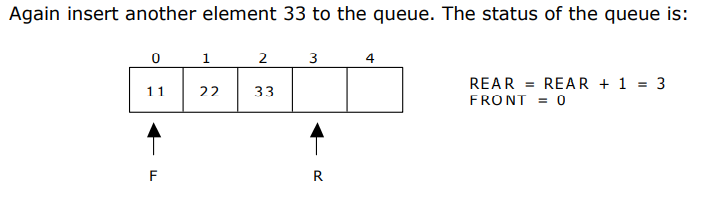 Again insert another element 33 to the queue. The status of the queue is:
0 1 2 3 4
11 22 33
REAR = REAR + 1 = 3
FRONT = 0
F R